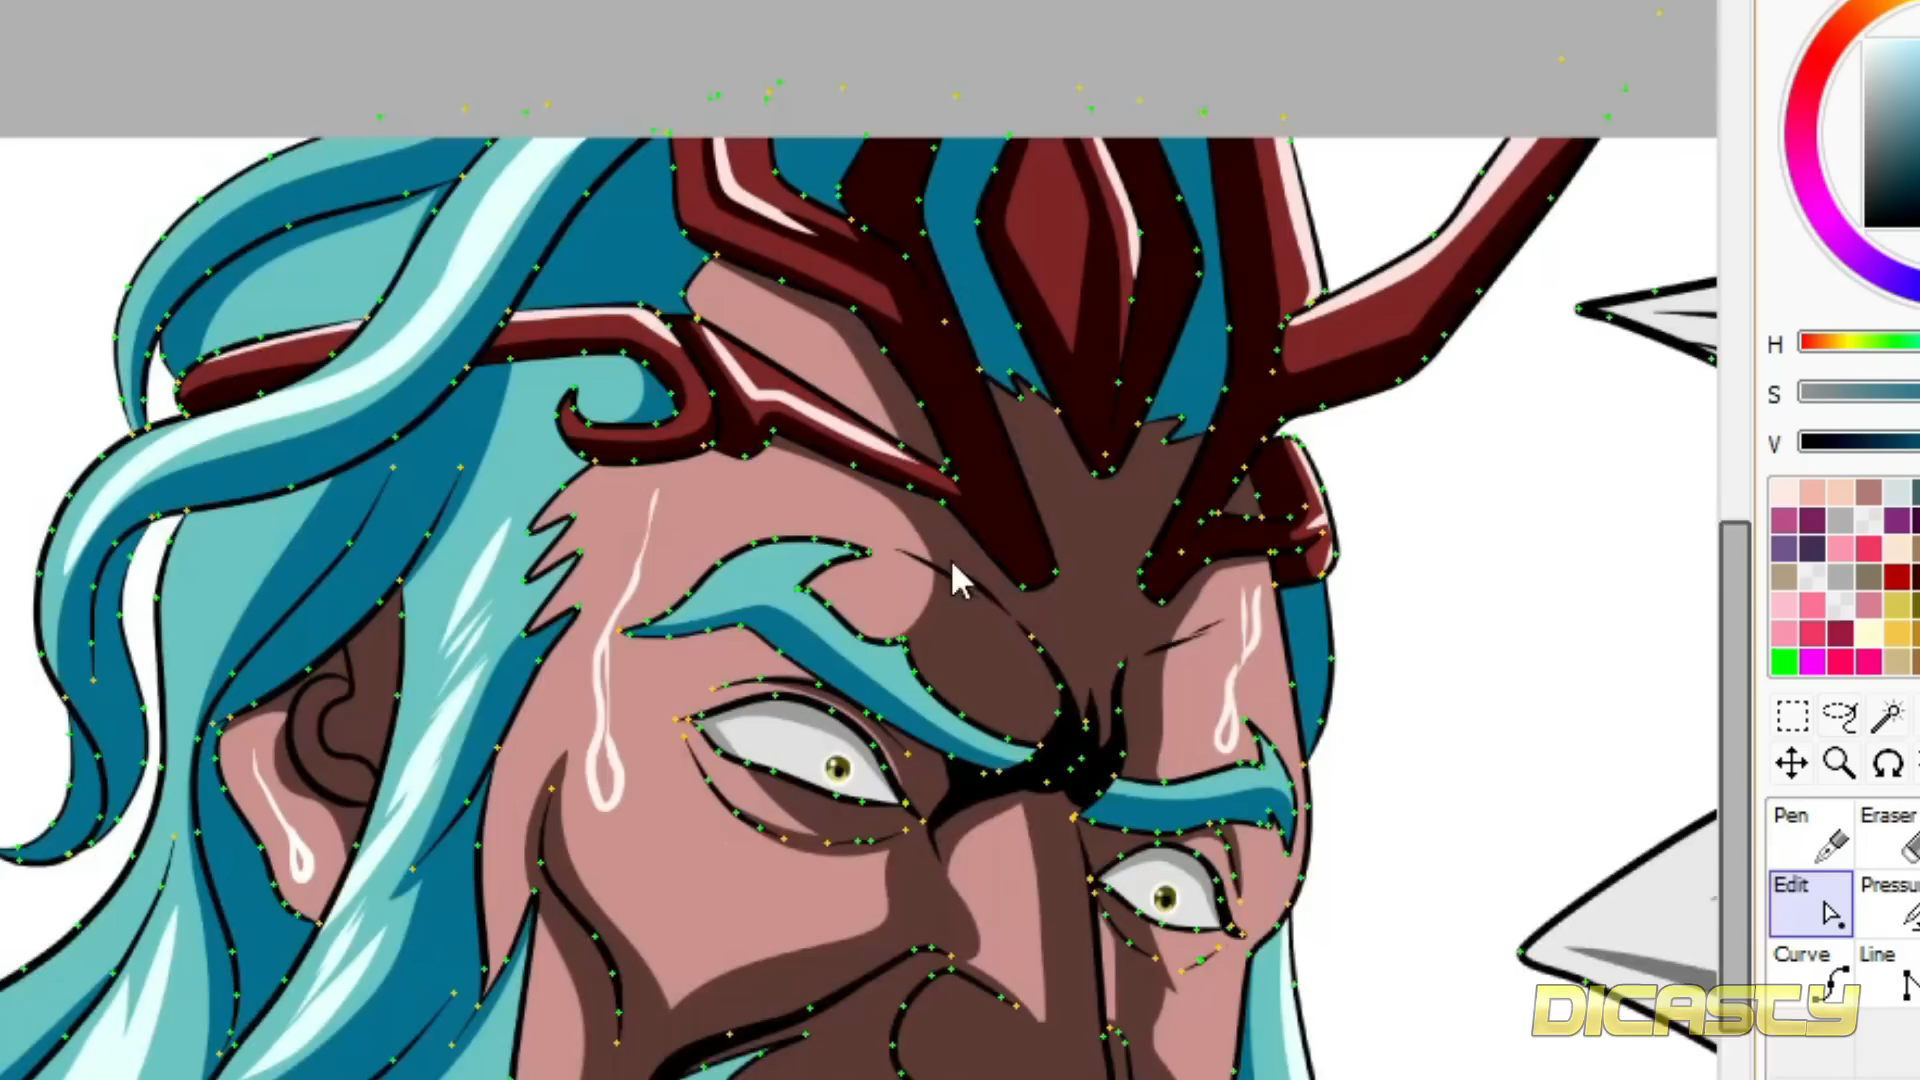 H
S
V
Pen
Eraser
Edit
Pressu
Curve
Line
DICASTY